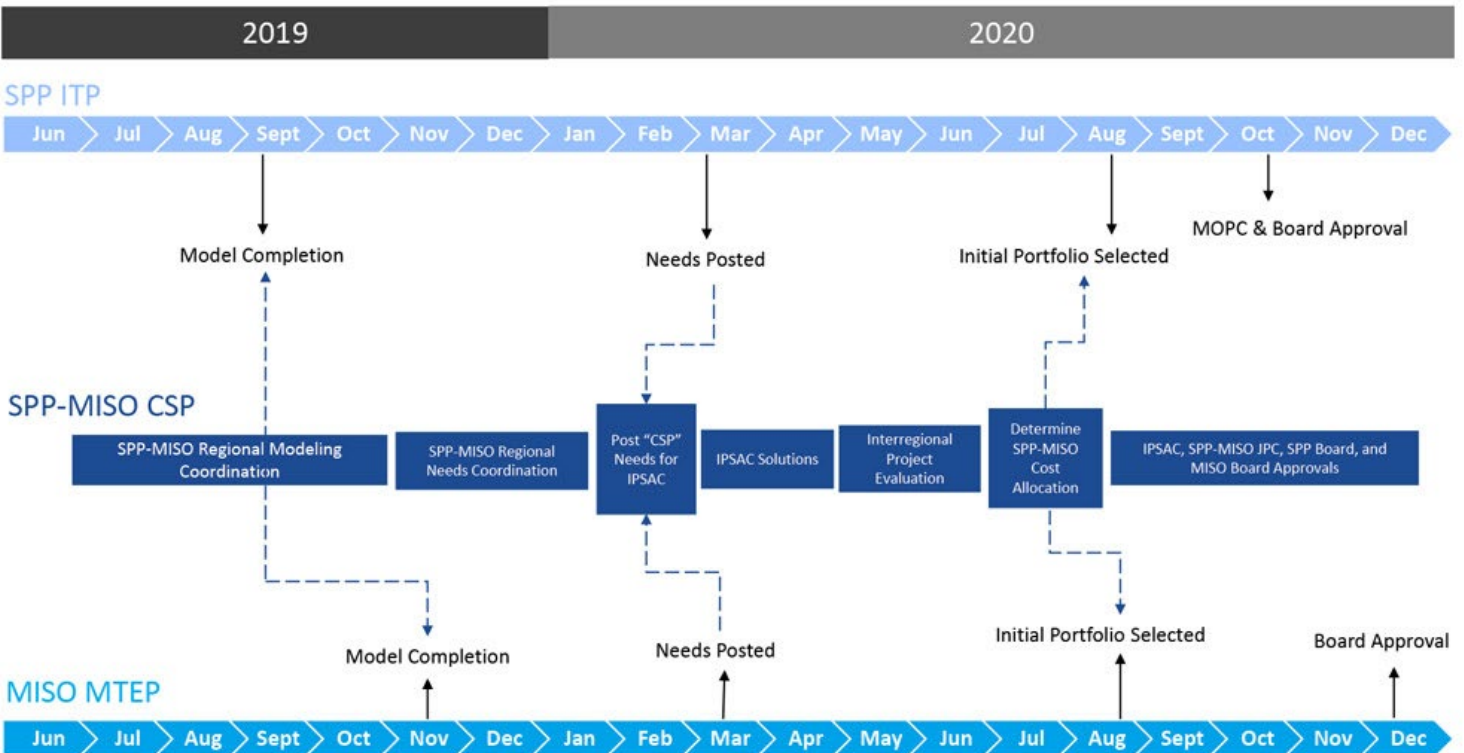 2019
2020
SPP ITP
Jun Jul Aug Sept Oct Nov Dec Jan Feb Mar Apr May Jun Jul Aug Sept Oct Nov Dec
Model Completion
Needs Posted
Initial Portfolio Selected
MOPC & Board Approval
SPP-MISO CSP
SPP-MISO Regional Modeling
Coordination
SPP-MISO Regional
Needs Coordination
Post “CSP”
Needs for
IPSAC
IPSAC Solutions
Interregional
Project
Evaluation
Determine
SPP-MISO
Cost
Allocation
IPSAC, SPP-MISO JPC, SPP Board, and
MISO Board Approvals
Model Completion
Needs Posted
Initial Portfolio Selected
Board Approval
MISO MTEP
Jun Jul Aug Sept Oct Nov Dec Jan Feb Mar Apr May Jun Jul Aug Sept Oct Nov Dec